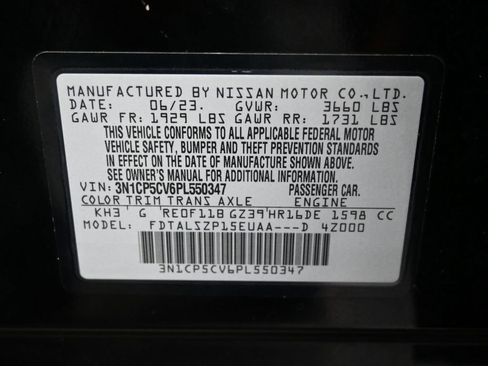 MANUFACTURED BY NISSAN MOTOR CO.,LTD.
DATE: 06/23. GVWR: 3660 LBS
GAWR FR: 1929 LBS GAWR RR: 1731 LBS
THIS VEHICLE CONFORMS TO ALL APPLICABLE FEDERAL MOTOR
VEHICLE SAFETY, BUMPER AND THEFT PREVENTION STANDARDS
IN EFFECT ON THE DATE OF MANUFACTURE SHOWN ABOVE. SEE
IN OWNERS MANUAL FOR ADDITIONAL INFORMATION.
VIN: 3N1CP5CV6PL550347 PASSENGER CAR.
COLOR TRIM TRANS AXLE ENGINE
KH3 G RE0F11B GZ39 HR16DE 1598 CC
MODEL: FDTALSZP15EUAA---D 4Z000
3N1CP5CV6PL550347